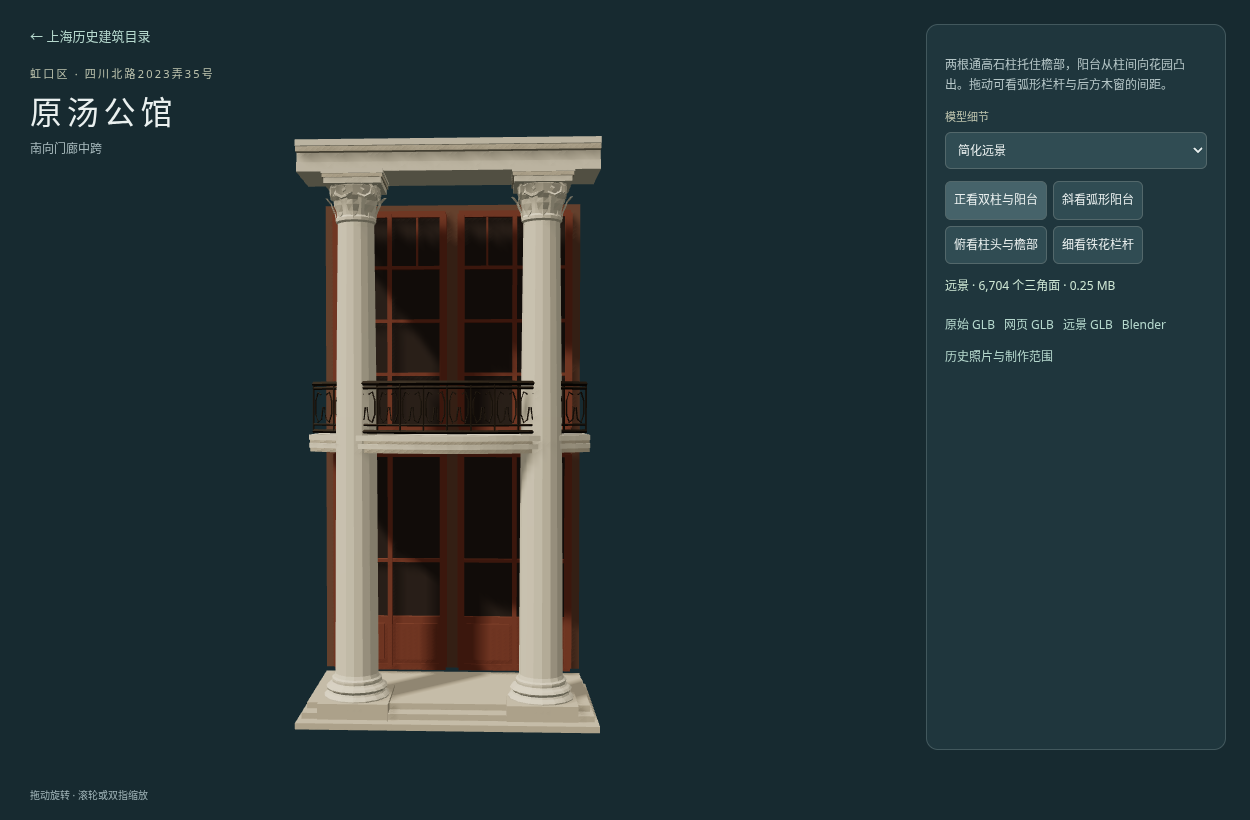 ← 上海历史建筑目录
虹口区 · 四川北路2023弄35号
原汤公馆
南向门廊中跨
两根通高石柱托住檐部，阳台从柱间向花园凸
出。拖动可看弧形栏杆与后方木窗的间距。
模型细节
简化远景
正看双柱与阳台 斜看弧形阳台
俯看柱头与檐部 细看铁花栏杆
远景 · 6,704 个三角面 · 0.25 MB
原始 GLB 网页 GLB 远景 GLB Blender
历史照片与制作范围
拖动旋转 · 滚轮或双指缩放